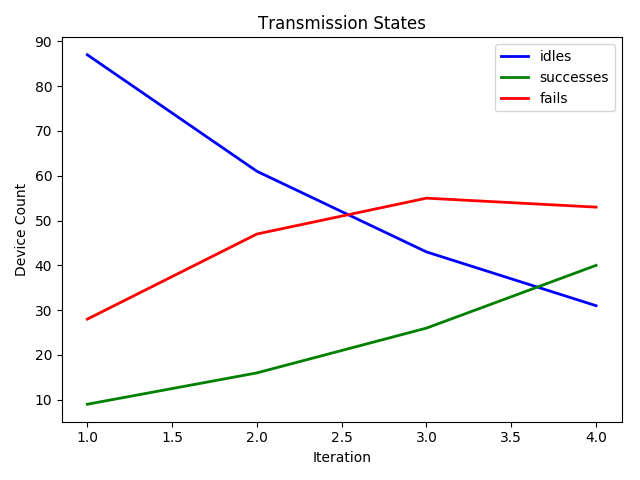 Transmission States
90
80
70
60
50
40
30
20
10
Device Count
idles
successes
fails
1.0 1.5 2.0 2.5 3.0 3.5 4.0
Iteration